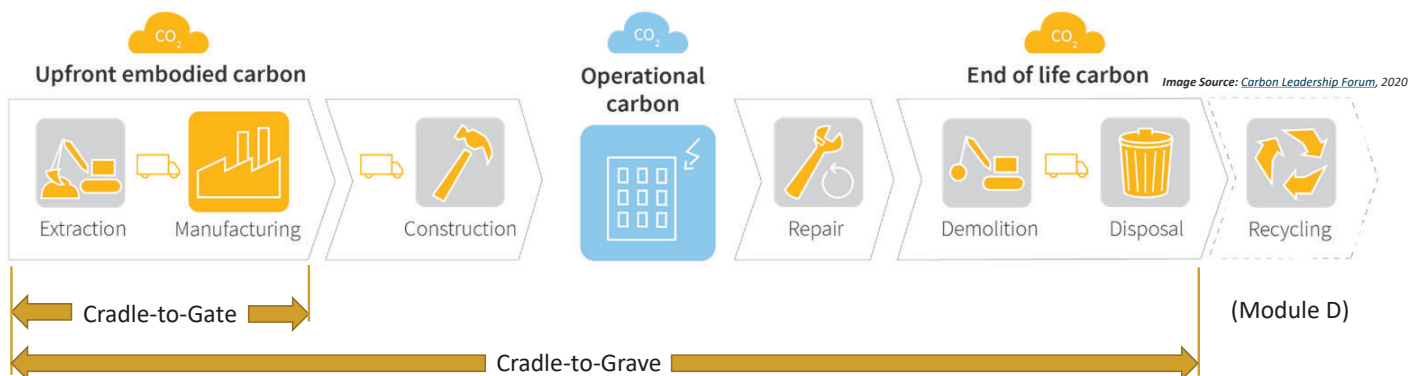 CO2
CO2
CO2
Upfront embodied carbon
Operational
carbon
End of life carbon
Image Source: Carbon Leadership Forum, 2020
Extraction
Manufacturing
Construction
Repair
Demolition
Disposal
Recycling
Cradle-to-Gate
(Module D)
Cradle-to-Grave